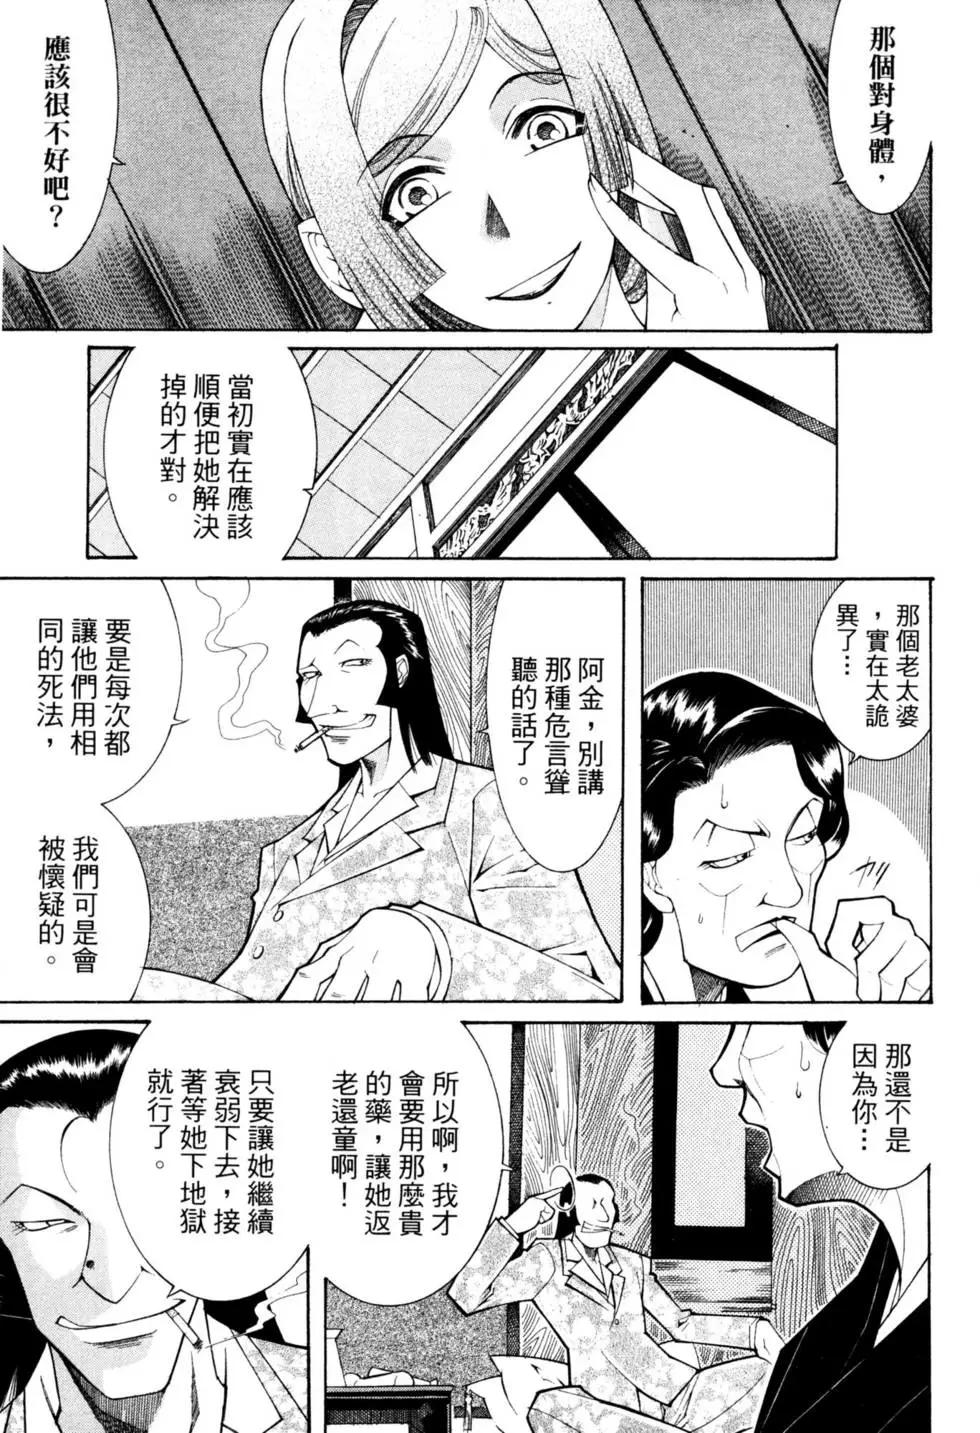 那個對身體，
應該很不好吧？
當初實在應該
順便把她解決
掉的才對。
那個老太婆
，實在太詭
異了…
阿金，別講
那種危言聳
聽的話了。
要是每次都
讓他們用相
同的死法，
我們可是會
被懷疑的。
那還不是
因為你…
所以啊，我才
會要用那麼貴
的藥，讓她返
老還童啊！
只要讓她繼續
衰弱下去，接
著等她下地獄
就行了。